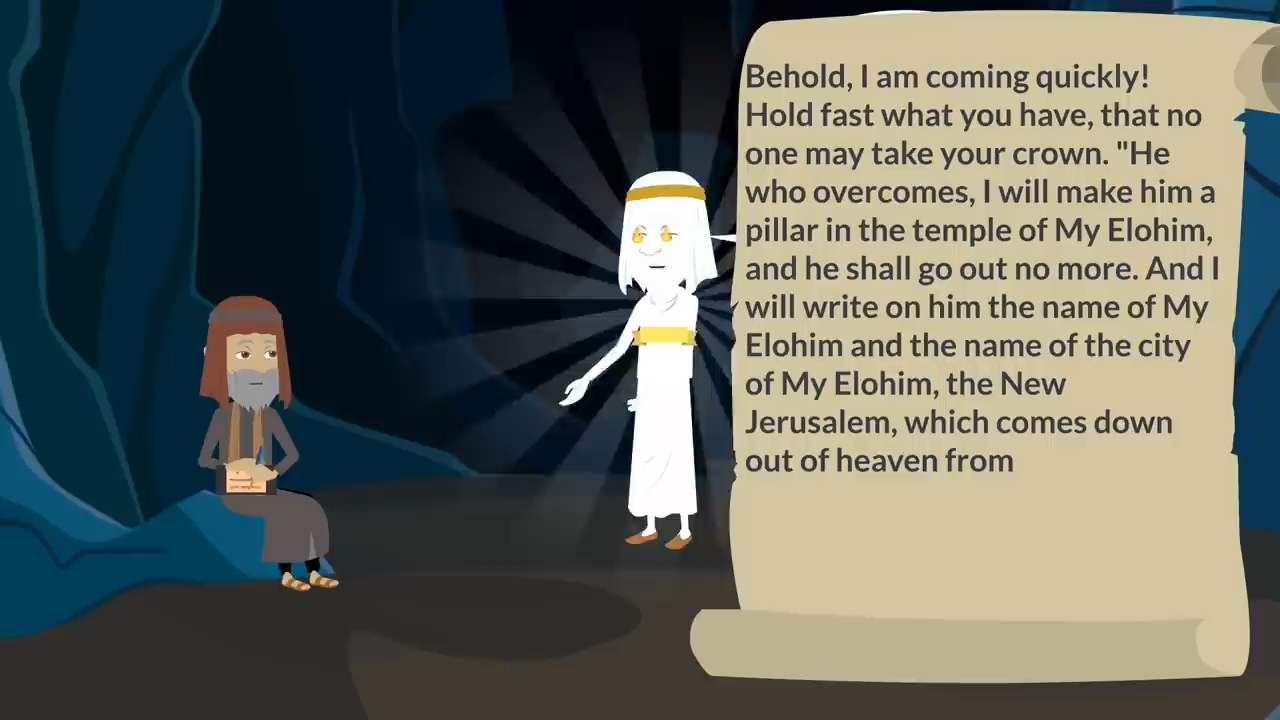 Behold, I am coming quickly!
Hold fast what you have, that no
one may take your crown. "He
who overcomes, I will make him a
pillar in the temple of My Elohim,
and he shall go out no more. And I
will write on him the name of My
Elohim and the name of the city
of My Elohim, the New
Jerusalem, which comes down
out of heaven from